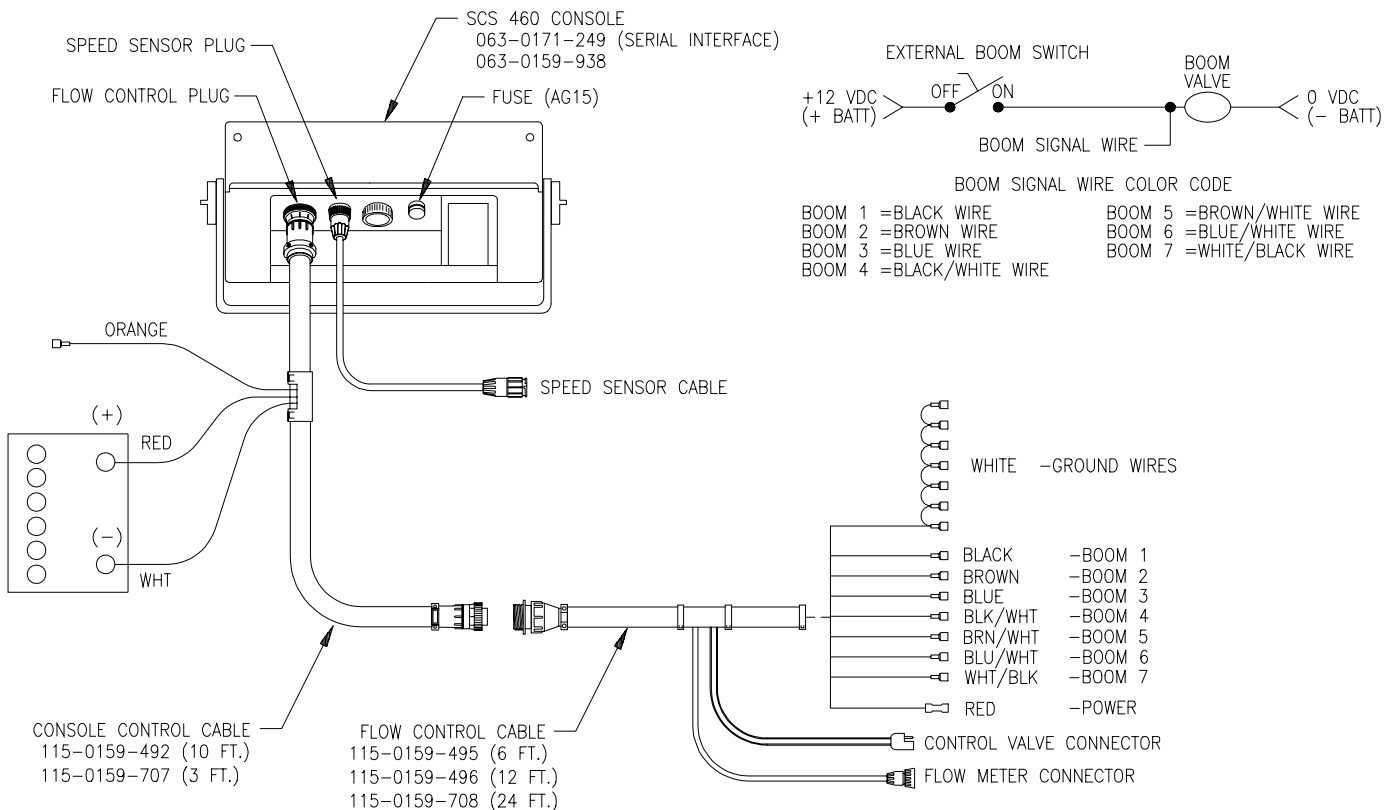 SCS 460 CONSOLE
063-0171-249 (SERIAL INTERFACE)
063-0159-938
SPEED SENSOR PLUG
FLOW CONTROL PLUG
FUSE (AG15)
EXTERNAL BOOM SWITCH
BOOM
VALVE
+12 VDC
(+ BATT)
OFF
ON
0 VDC
(− BATT)
BOOM SIGNAL WIRE
BOOM SIGNAL WIRE COLOR CODE
BOOM 1 =BLACK WIRE
BOOM 2 =BROWN WIRE
BOOM 3 =BLUE WIRE
BOOM 4 =BLACK/WHITE WIRE
BOOM 5 =BROWN/WHITE WIRE
BOOM 6 =BLUE/WHITE WIRE
BOOM 7 =WHITE/BLACK WIRE
ORANGE
SPEED SENSOR CABLE
(+)
RED
(−)
WHT
WHITE −GROUND WIRES
BLACK −BOOM 1
BROWN −BOOM 2
BLUE −BOOM 3
BLK/WHT −BOOM 4
BRN/WHT −BOOM 5
BLU/WHT −BOOM 6
WHT/BLK −BOOM 7
RED −POWER
CONTROL VALVE CONNECTOR
FLOW METER CONNECTOR
CONSOLE CONTROL CABLE
115-0159-492 (10 FT.)
115-0159-707 (3 FT.)
FLOW CONTROL CABLE
115-0159-495 (6 FT.)
115-0159-496 (12 FT.)
115-0159-708 (24 FT.)